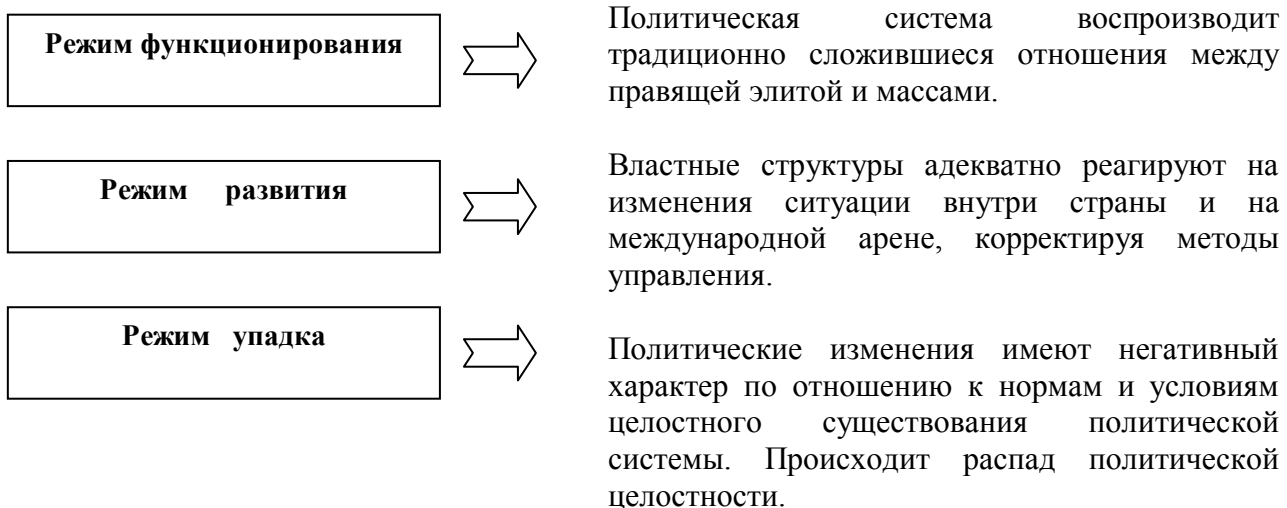 Режим функционирования
Политическая система воспроизводит
традиционно сложившиеся отношения между
правящей элитой и массами.
Режим развития
Властные структуры адекватно реагируют на
изменения ситуации внутри страны и на
международной арене, корректируя методы
управления.
Режим упадка
Политические изменения имеют негативный
характер по отношению к нормам и условиям
целостного существования политической
системы. Происходит распад политической
целостности.